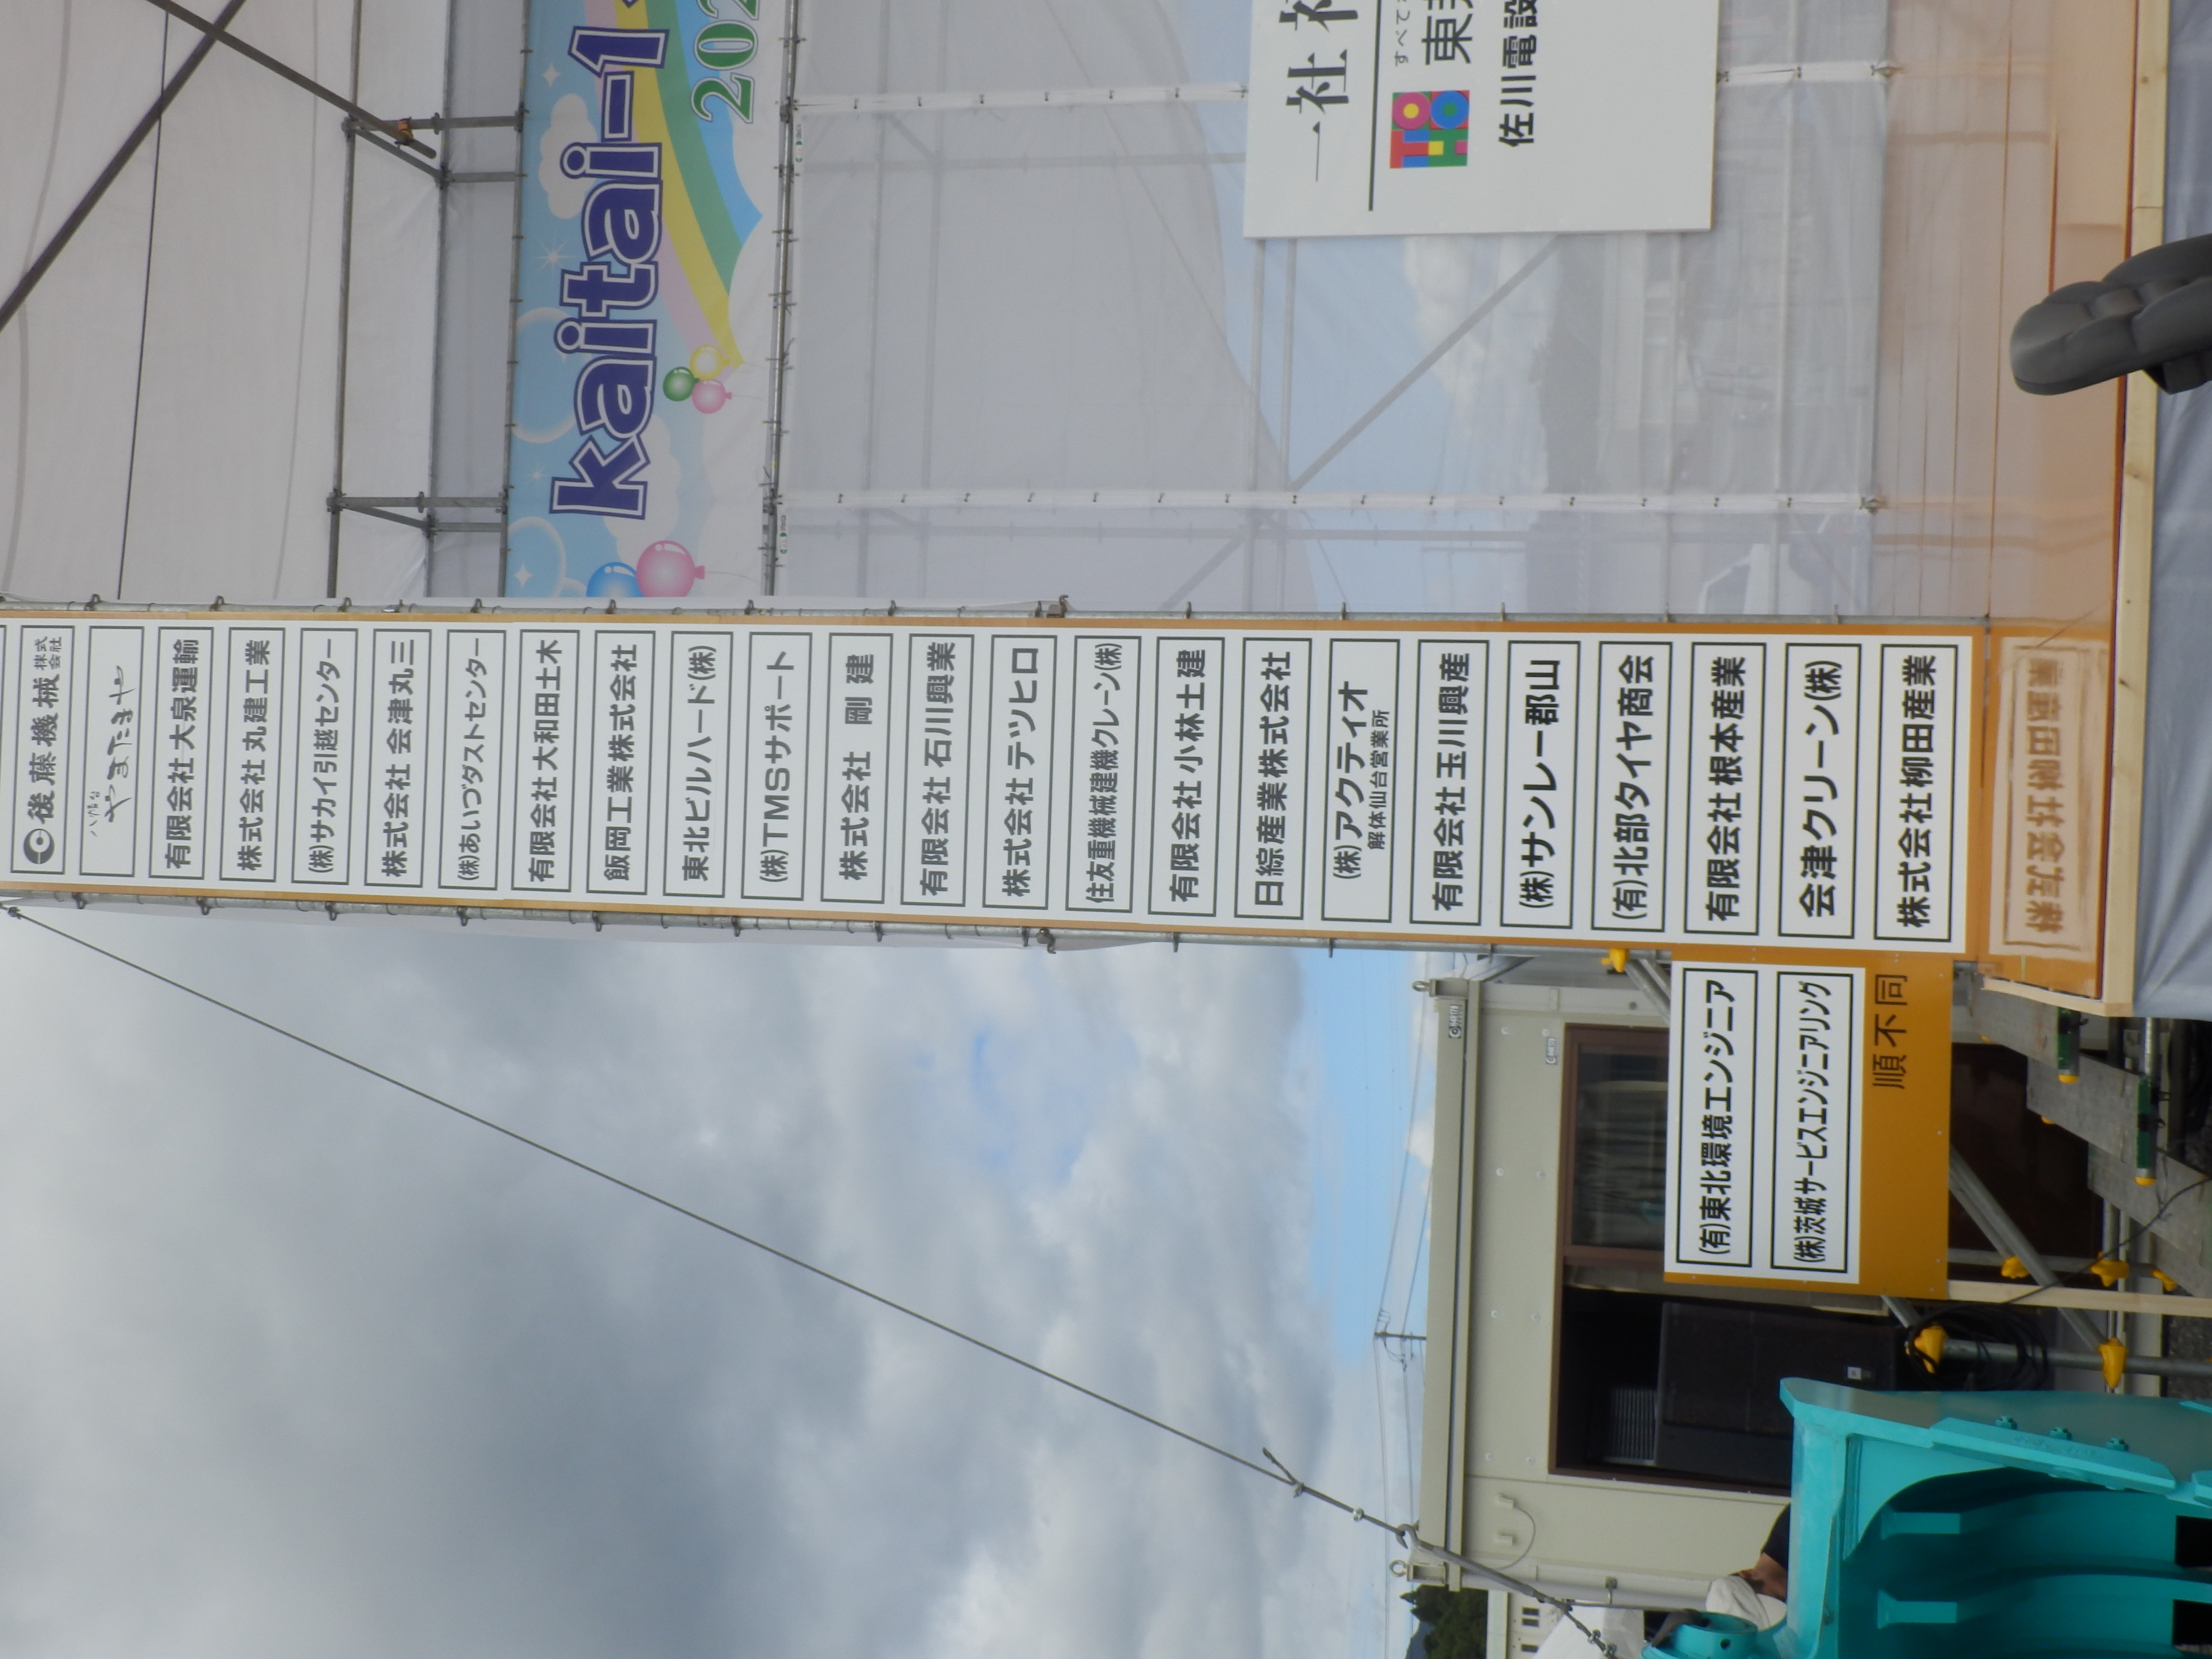 後藤機械株式会社
八幡な
やまたまや
有限会社 大泉運輸
株式会社 丸建工業
(株)サカイ引越センター
株式会社 会津丸三
(株)あいづダストセンター
有限会社 大和田土木
飯岡工業株式会社
東北ビルハード(株)
(株)TMSサポート
株式会社 剛建
有限会社 石川興業
株式会社 テツヒロ
住友重機械建機クレーン(株)
有限会社 小林土建
日綜産業株式会社
(株)アクティオ
解体仙台営業所
有限会社 玉川興産
(株)サンレー郡山
(有)北部タイヤ商会
有限会社 根本産業
会津クリーン(株)
株式会社 柳田産業
(有)東北環境エンジニア
(株)茨城サービスエンジニアリング
順不同
kaitai-1
202
一社
すべて
TOHO 東
佐川電設